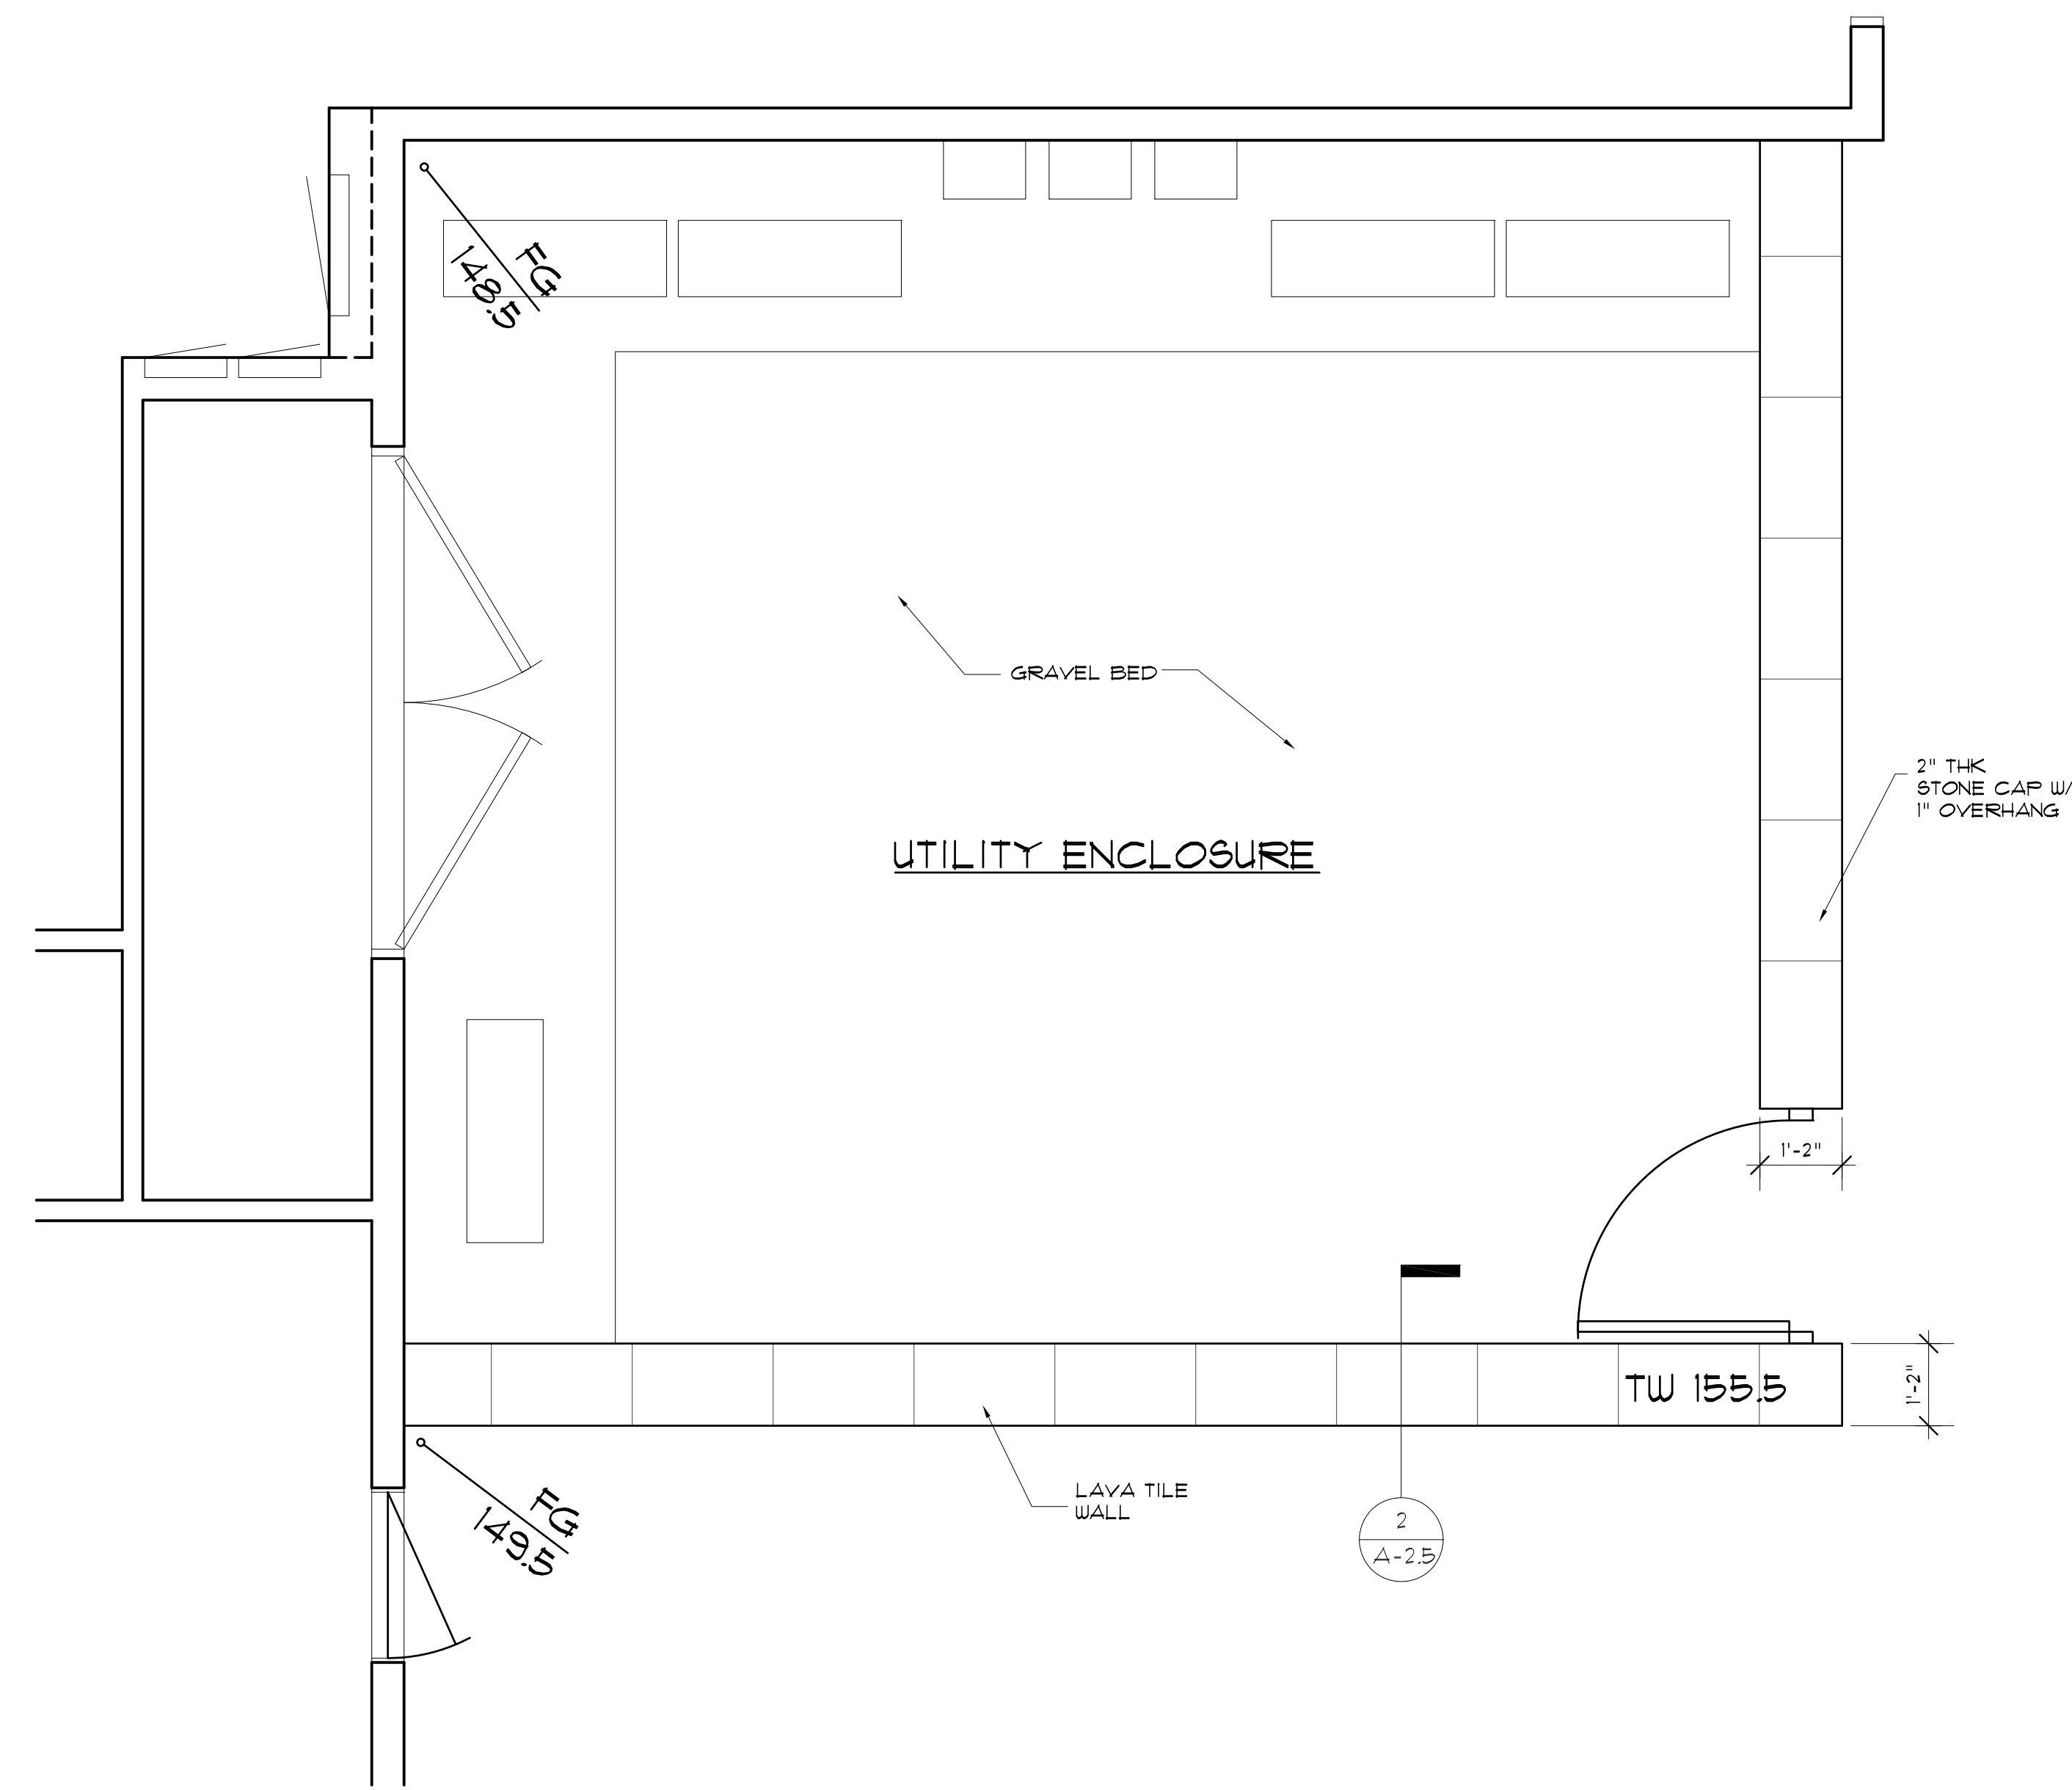 FG
148.5
GRAVEL BED
2" THK
STONE CAP W/
1" OVERHANG
UTILITY ENCLOSURE
1'-2"
1'-2"
TW 155.5
LAVA TILE
WALL
FG
149.5
2
A-2.5